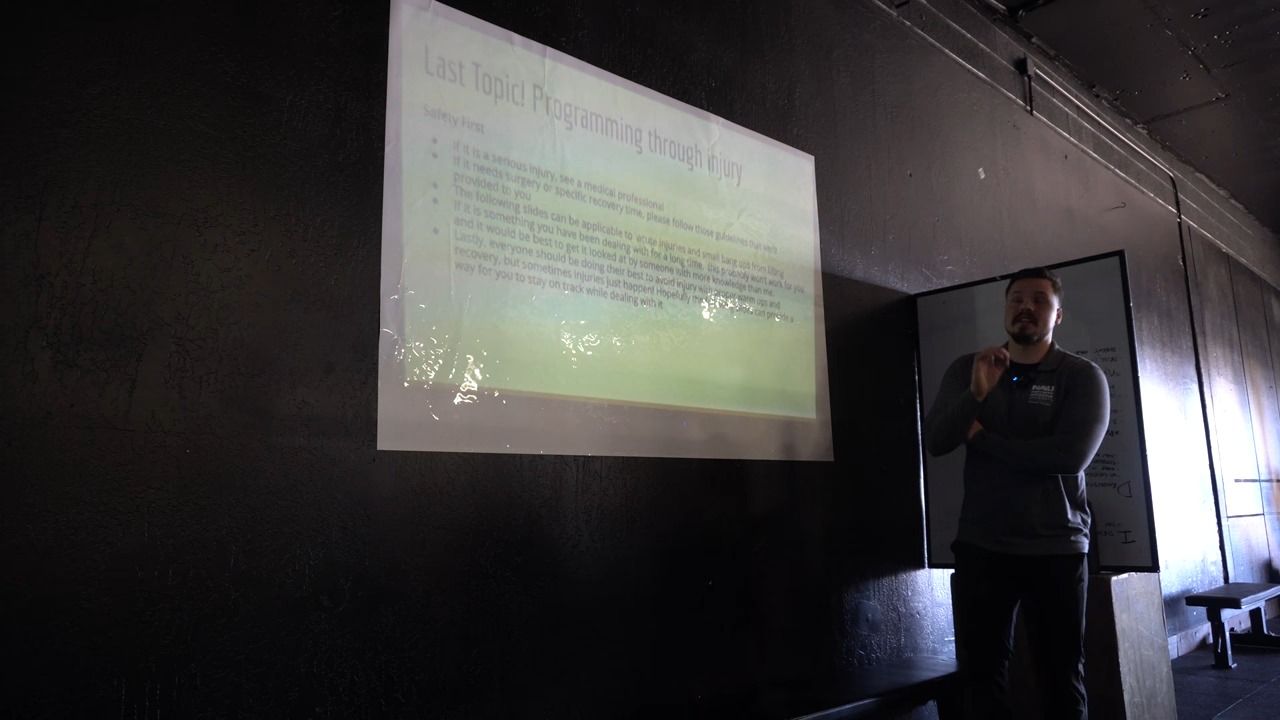 Last Topic! Programming through injury
Safety First
If it is a serious injury, see a medical professional
If it needs surgery or specific recovery time, please follow those guidelines that were
provided to you
The following slides can be applicable to acute injuries and small bang ups from lifting
If it is something you have been dealing with for a long time, this probably won't work for you
and it would be best to get it looked at by someone with more knowledge than me
Lastly, everyone should be doing their best to avoid injury with proper warm ups and
recovery, but sometimes injuries just happen! Hopefully this can provide a
way for you to stay on track while dealing with it